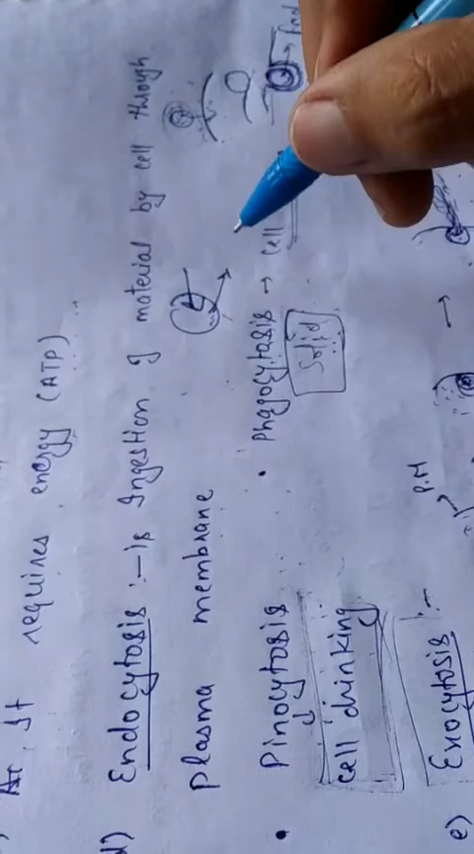 It requires energy (ATP)
d) Endocytosis :- is Ingestion of material by cell through
plasma membrane
• Pinocytosis • Phagocytosis → cell
cell drinking Solid
P.M
e) Exocytosis :-